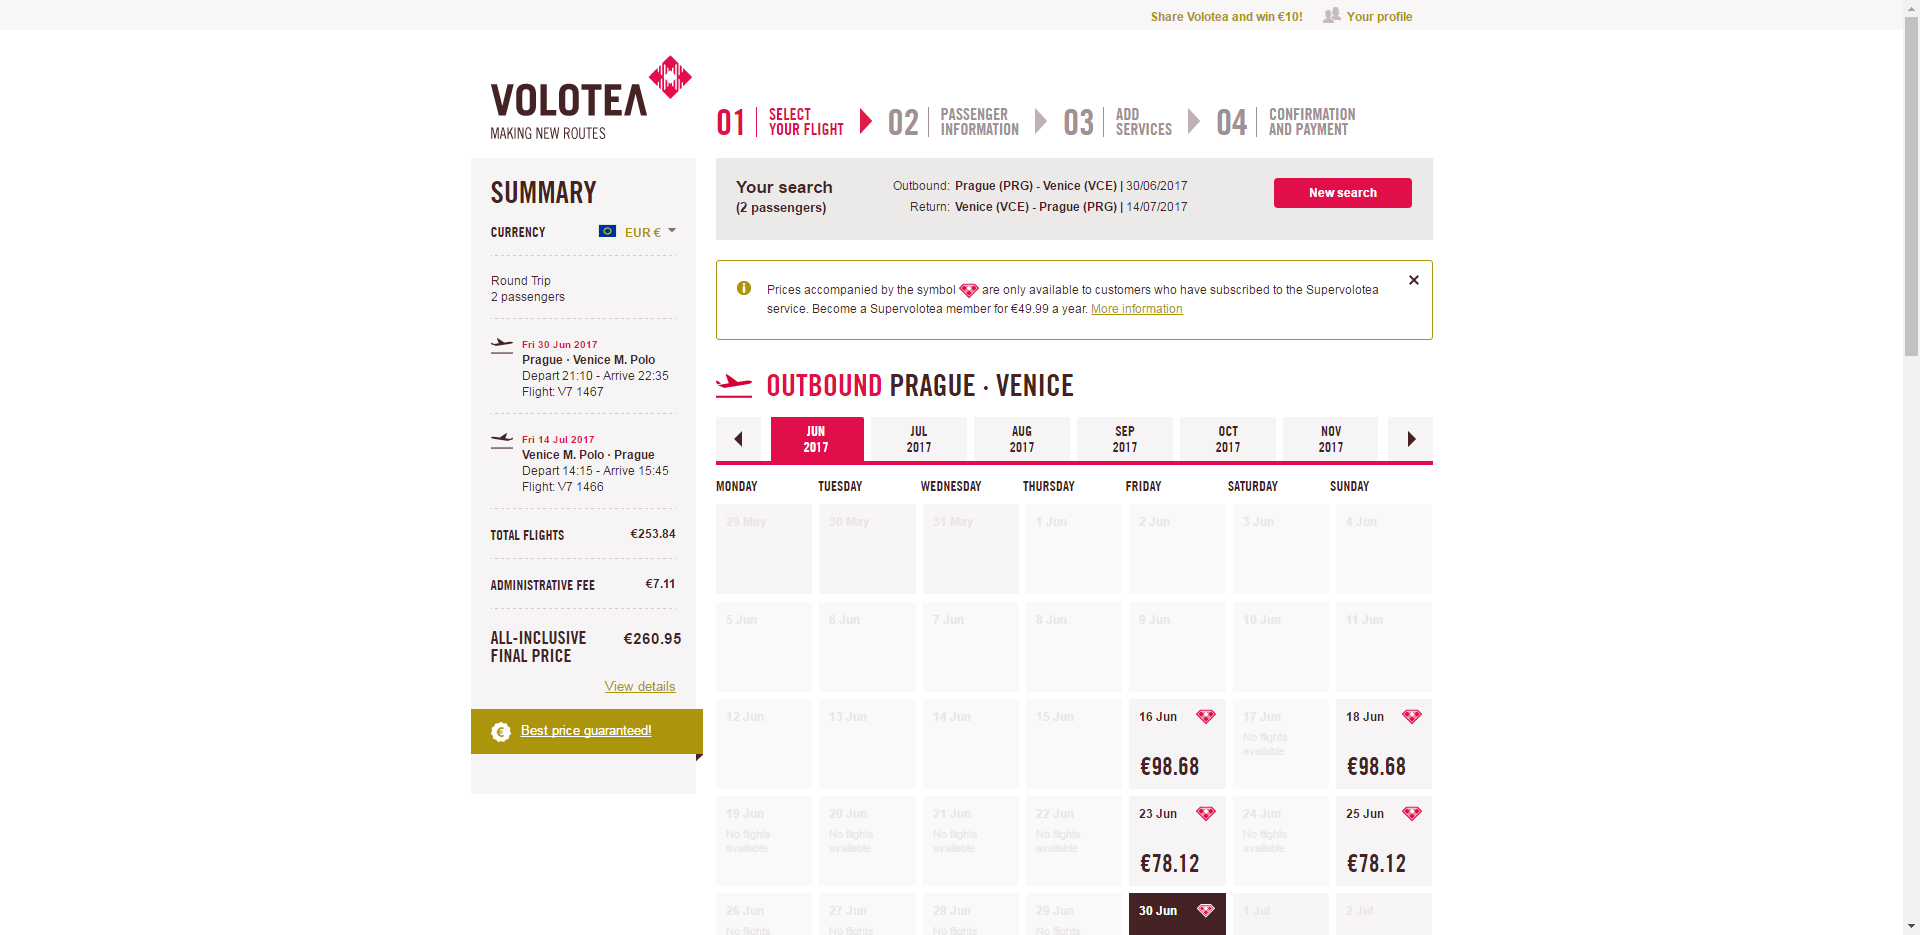 Share Volotea and win €10!
Your profile
VOLOTEA
MAKING NEW ROUTES
01 SELECT YOUR FLIGHT
02 PASSENGER INFORMATION
03 ADD SERVICES
04 CONFIRMATION AND PAYMENT
SUMMARY
CURRENCY EUR €
Round Trip
2 passengers
Fri 30 Jun 2017
Prague · Venice M. Polo
Depart 21:10 - Arrive 22:35
Flight: V7 1467
Fri 14 Jul 2017
Venice M. Polo · Prague
Depart 14:15 - Arrive 15:45
Flight: V7 1466
TOTAL FLIGHTS €253.84
ADMINISTRATIVE FEE €7.11
ALL-INCLUSIVE
FINAL PRICE €260.95
View details
€ Best price guaranteed!
Your search
(2 passengers)
Outbound: Prague (PRG) - Venice (VCE) | 30/06/2017
Return: Venice (VCE) - Prague (PRG) | 14/07/2017
New search
Prices accompanied by the symbol are only available to customers who have subscribed to the Supervolotea
service. Become a Supervolotea member for €49.99 a year. More information
OUTBOUND PRAGUE · VENICE
JUN 2017
JUL 2017
AUG 2017
SEP 2017
OCT 2017
NOV 2017
MONDAY TUESDAY WEDNESDAY THURSDAY FRIDAY SATURDAY SUNDAY
29 May 30 May 31 May 1 Jun 2 Jun 3 Jun 4 Jun
5 Jun 6 Jun 7 Jun 8 Jun 9 Jun 10 Jun 11 Jun
12 Jun 13 Jun 14 Jun 15 Jun 16 Jun 17 Jun 18 Jun
No flights
available
€98.68 €98.68
19 Jun 20 Jun 21 Jun 22 Jun 23 Jun 24 Jun 25 Jun
No flights No flights No flights No flights No flights
available available available available available
€78.12 €78.12
26 Jun 27 Jun 28 Jun 29 Jun 30 Jun 1 Jul 2 Jul
No flights No flights No flights No flights